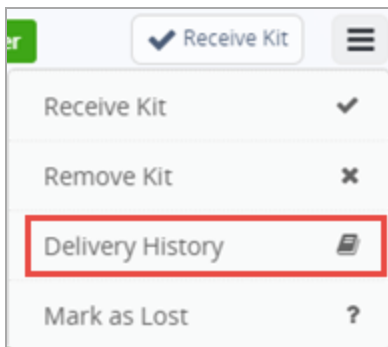 er Receive Kit
Receive Kit
Remove Kit
Delivery History
Mark as Lost ?